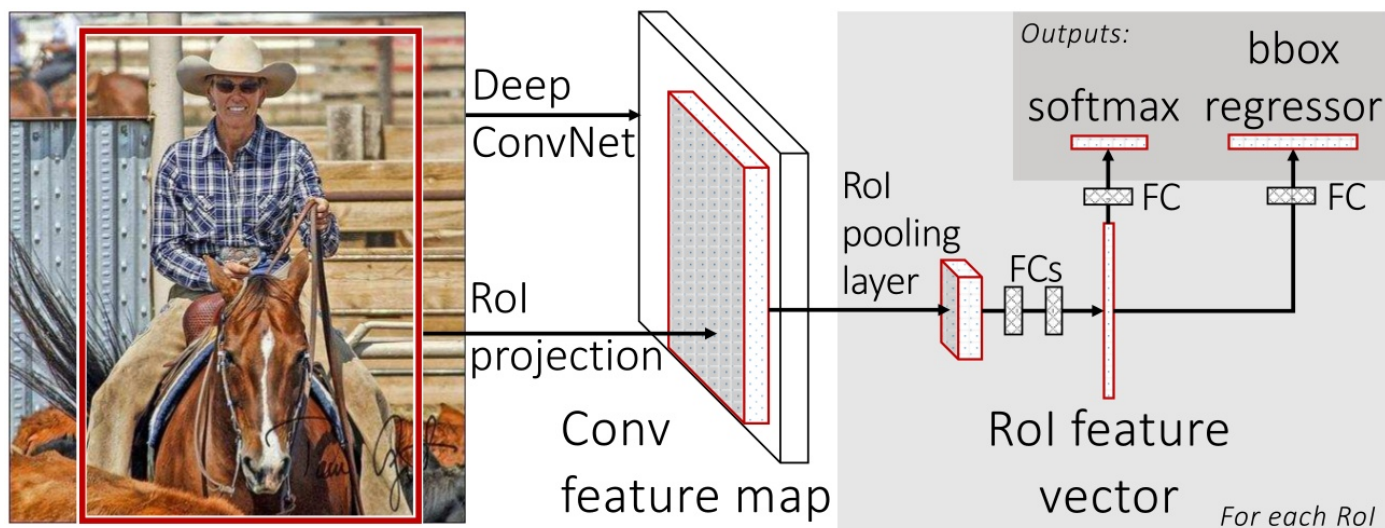 Deep
ConvNet
RoI
projection
Conv
feature map
RoI
pooling
layer
FCs
RoI feature
vector
Outputs:
softmax
bbox
regressor
FC
FC
For each RoI